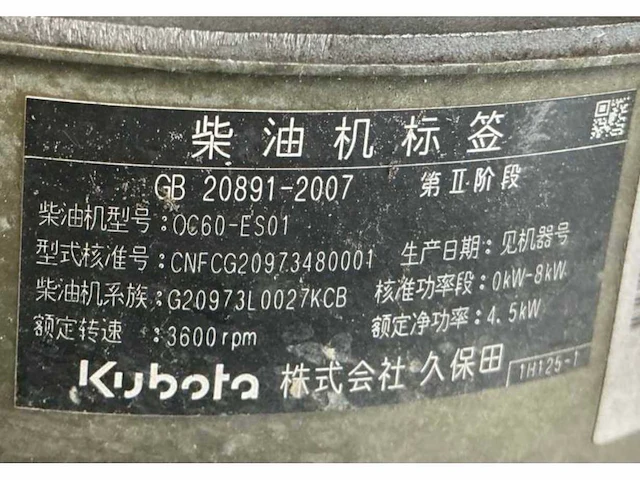 柴油机标签
GB 20891-2007 第Ⅱ阶段
柴油机型号:OC60-ES01
型式核准号:CNFCG20973480001 生产日期:见机器号
柴油机系族:G20973L0027KCB 核准功率段:0kW-8kW
额定转速:3600rpm 额定净功率:4.5kW
Kubota 株式会社 久保田 1H125-1